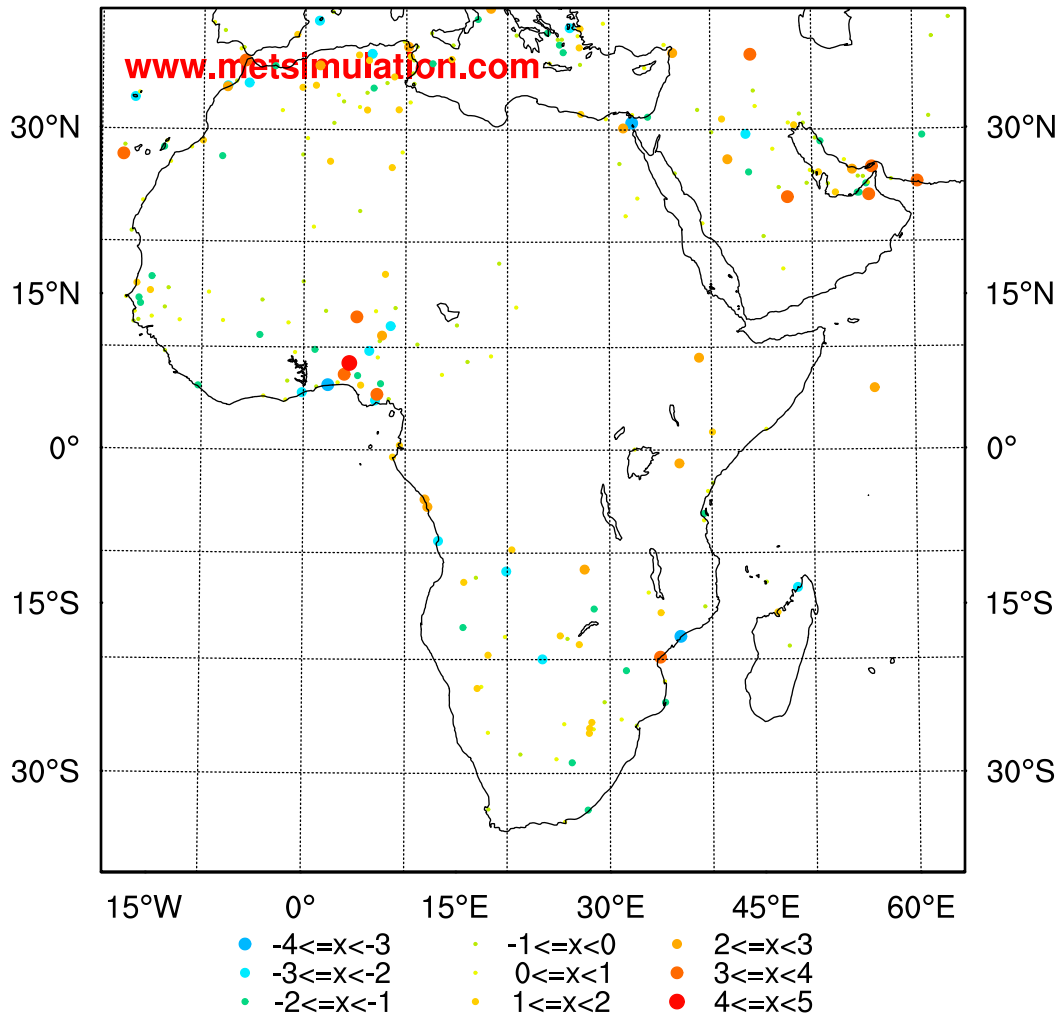 www.metsimulation.com
30°N 30°N
15°N 15°N
0° 0°
15°S 15°S
30°S 30°S
15°W 0° 15°E 30°E 45°E 60°E
-4<=x<-3 -1<=x<0 2<=x<3
-3<=x<-2 0<=x<1 3<=x<4
-2<=x<-1 1<=x<2 4<=x<5